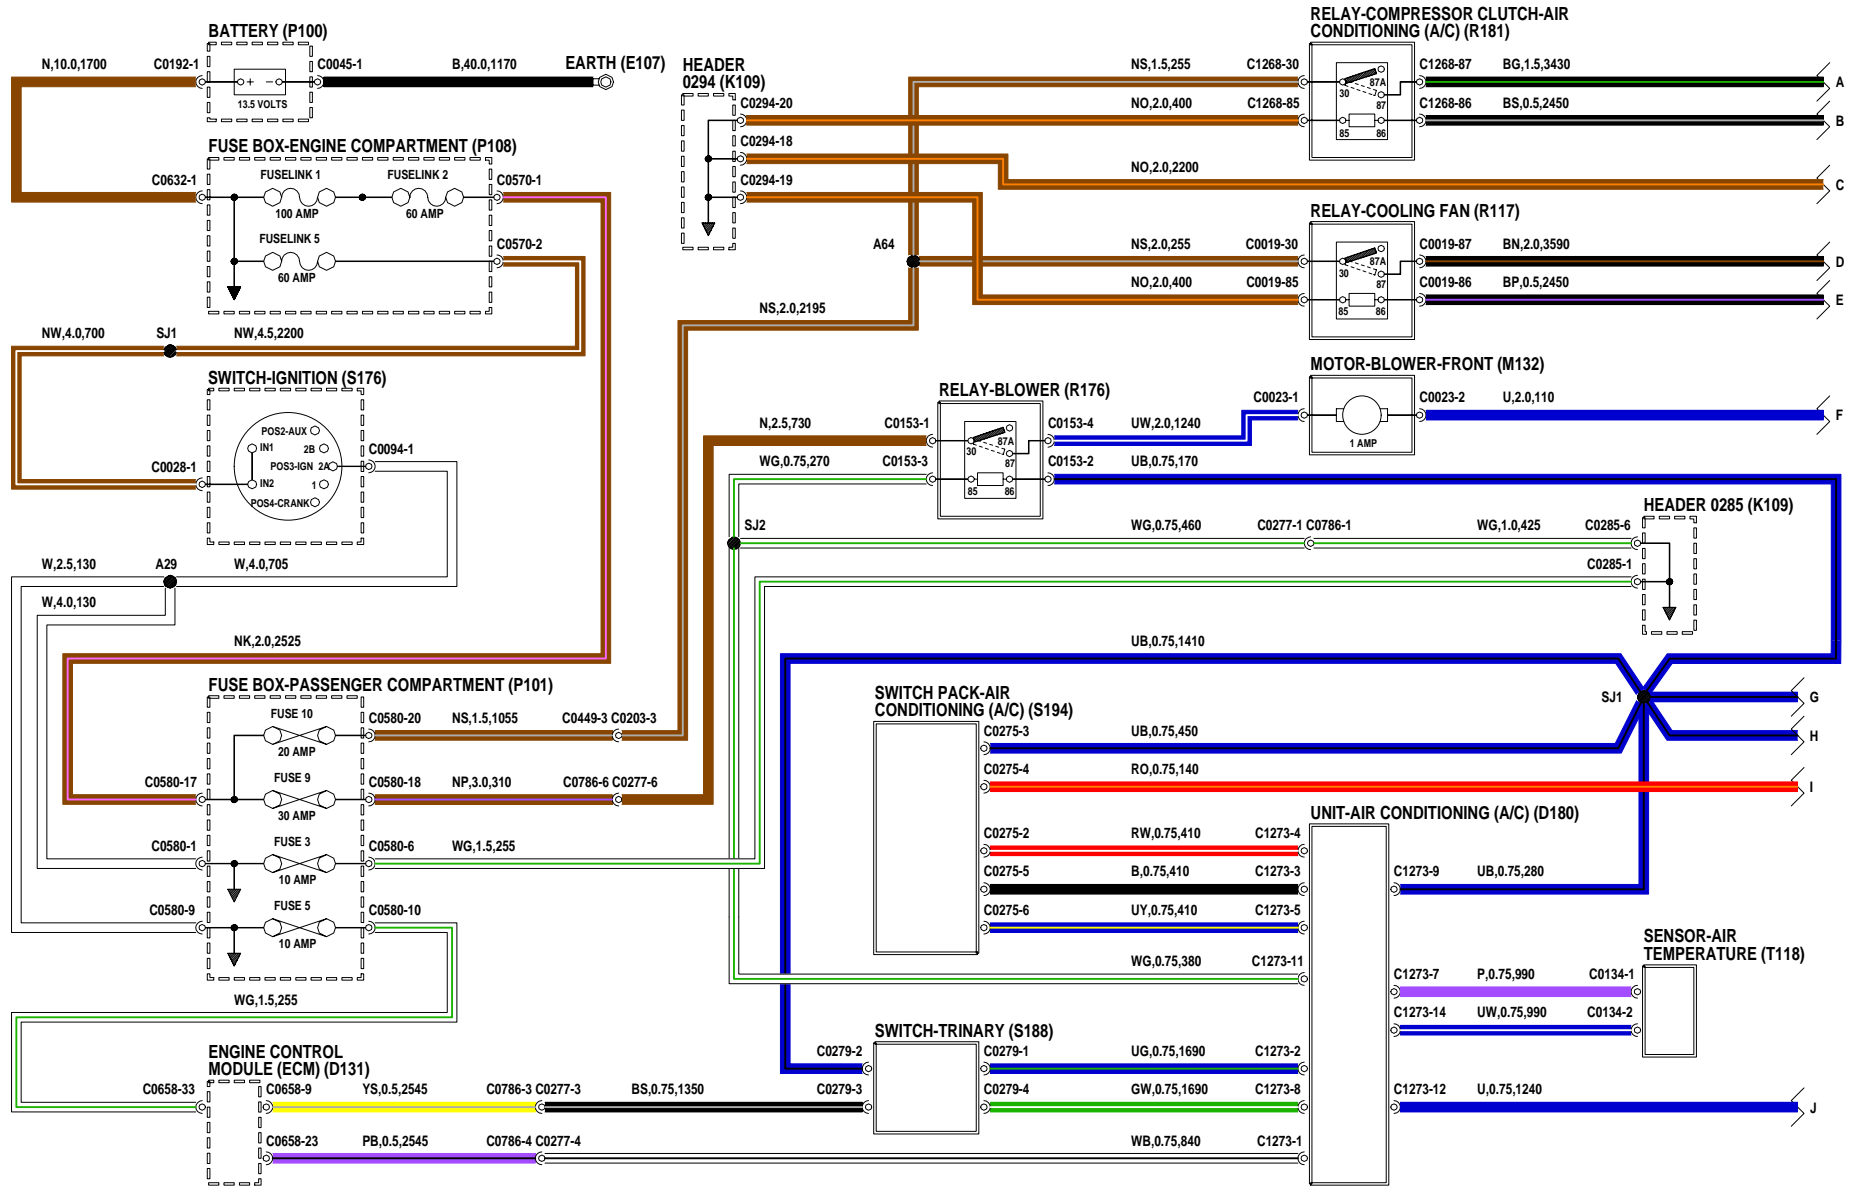 BATTERY (P100)
N,10.0,1700
C0192-1
+ -
13.5 VOLTS
C0045-1
B,40.0,1170
EARTH (E107)
FUSE BOX-ENGINE COMPARTMENT (P108)
C0632-1
FUSELINK 1
100 AMP
FUSELINK 2
60 AMP
C0570-1
FUSELINK 5
60 AMP
C0570-2
NW,4.0,700
SJ1
NW,4.5,2200
SWITCH-IGNITION (S176)
POS2-AUX
IN1
2B
POS3-IGN 2A
IN2
1
POS4-CRANK
C0028-1
C0094-1
W,2.5,130
A29
W,4.0,705
W,4.0,130
NK,2.0,2525
FUSE BOX-PASSENGER COMPARTMENT (P101)
FUSE 10
20 AMP
C0580-20
NS,1.5,1055
C0449-3 C0203-3
C0580-17
FUSE 9
30 AMP
C0580-18
NP,3.0,310
C0786-6 C0277-6
C0580-1
FUSE 3
10 AMP
C0580-6
WG,1.5,255
C0580-9
FUSE 5
10 AMP
C0580-10
WG,1.5,255
ENGINE CONTROL
MODULE (ECM) (D131)
C0658-33
C0658-9
YS,0.5,2545
C0786-3 C0277-3
BS,0.75,1350
C0279-3
C0658-23
PB,0.5,2545
C0786-4 C0277-4
WB,0.75,840
C1273-1
HEADER
0294 (K109)
C0294-20
C0294-18
C0294-19
A64
NS,2.0,2195
RELAY-COMPRESSOR CLUTCH-AIR
CONDITIONING (A/C) (R181)
NS,1.5,255
C1268-30
30
87A
87
85
86
C1268-87
BG,1.5,3430
A
NO,2.0,400
C1268-85
C1268-86
BS,0.5,2450
B
NO,2.0,2200
C
RELAY-COOLING FAN (R117)
NS,2.0,255
C0019-30
30
87A
87
85
86
C0019-87
BN,2.0,3590
D
NO,2.0,400
C0019-85
C0019-86
BP,0.5,2450
E
MOTOR-BLOWER-FRONT (M132)
C0023-1
1 AMP
C0023-2
U,2.0,110
F
RELAY-BLOWER (R176)
N,2.5,730
C0153-1
30
87A
87
85
86
C0153-4
UW,2.0,1240
WG,0.75,270
C0153-3
C0153-2
UB,0.75,170
SJ2
WG,0.75,460
C0277-1 C0786-1
WG,1.0,425
C0285-6
HEADER 0285 (K109)
C0285-1
UB,0.75,1410
SJ1
G
H
SWITCH PACK-AIR
CONDITIONING (A/C) (S194)
C0275-3
UB,0.75,450
C0275-4
RO,0.75,140
I
C0275-2
RW,0.75,410
C1273-4
C0275-5
B,0.75,410
C1273-3
C0275-6
UY,0.75,410
C1273-5
WG,0.75,380
C1273-11
UNIT-AIR CONDITIONING (A/C) (D180)
C1273-9
UB,0.75,280
SENSOR-AIR
TEMPERATURE (T118)
C1273-7
P,0.75,990
C0134-1
C1273-14
UW,0.75,990
C0134-2
SWITCH-TRINARY (S188)
C0279-2
C0279-1
UG,0.75,1690
C1273-2
C0279-4
GW,0.75,1690
C1273-8
C1273-12
U,0.75,1240
J